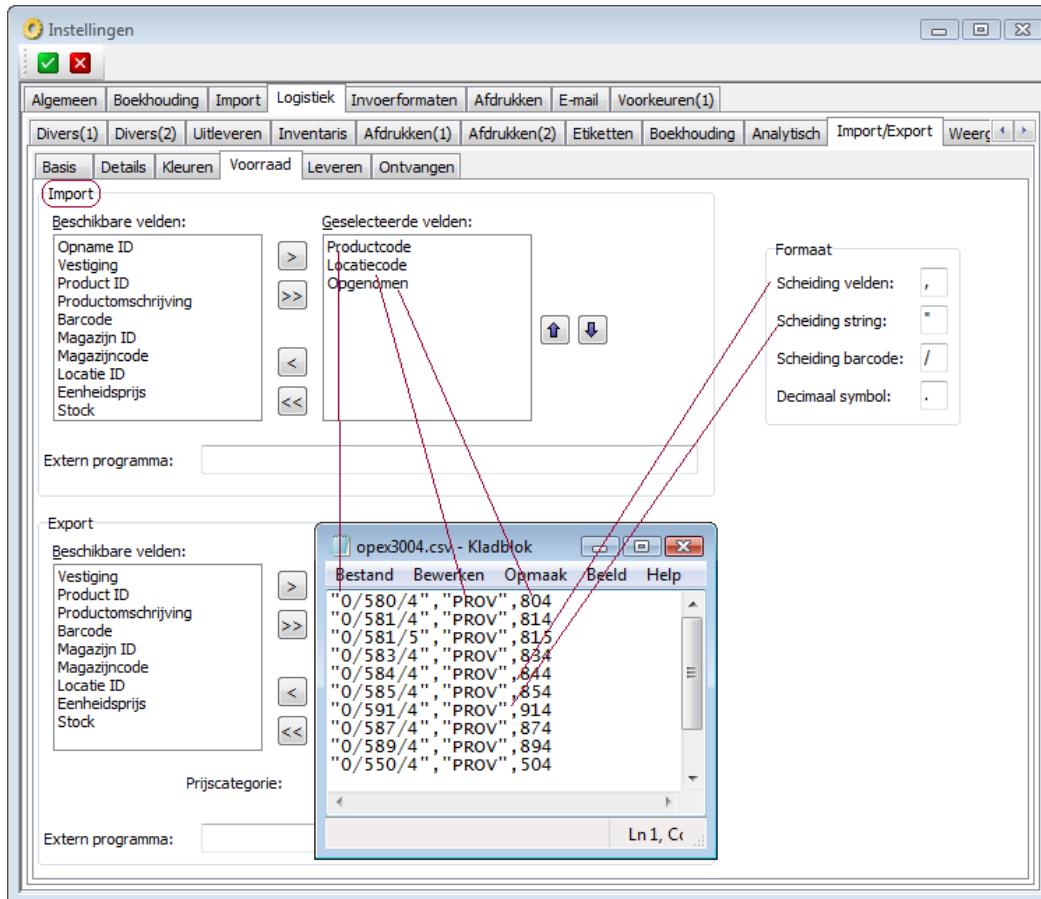 Instellingen
Algemeen Boekhouding Import Logistiek Invoerformaten Afdrukken E-mail Voorkeuren(1)
Divers(1) Divers(2) Uitleveren Inventaris Afdrukken(1) Afdrukken(2) Etiketten Boekhouding Analytisch Import/Export
Basis Details Kleuren Voorraad Leveren Ontvangen
Import
Beschikbare velden:
Opname ID
Vestiging
Product ID
Productomschrijving
Barcode
Magazijn ID
Magazijncode
Locatie ID
Eenheidsprijs
Stock
>
>>
<
<<
Geselecteerde velden:
Productcode
Locatiecode
Opgenomen
Formaat
Scheiding velden: ,
Scheiding string: "
Scheiding barcode: /
Decimaal symbol: .
Extern programma:
Export
Beschikbare velden:
Vestiging
Product ID
Productomschrijving
Barcode
Magazijn ID
Magazijncode
Locatie ID
Eenheidsprijs
Stock
>
>>
<
<<
Prijscategorie:
Extern programma:
opex3004.csv - Kladblok
Bestand Bewerken Opmaak Beeld Help
"0/580/4","PROV",804
"0/581/4","PROV",814
"0/581/5","PROV",815
"0/583/4","PROV",834
"0/584/4","PROV",844
"0/585/4","PROV",854
"0/591/4","PROV",914
"0/587/4","PROV",874
"0/589/4","PROV",894
"0/550/4","PROV",504
Ln 1,